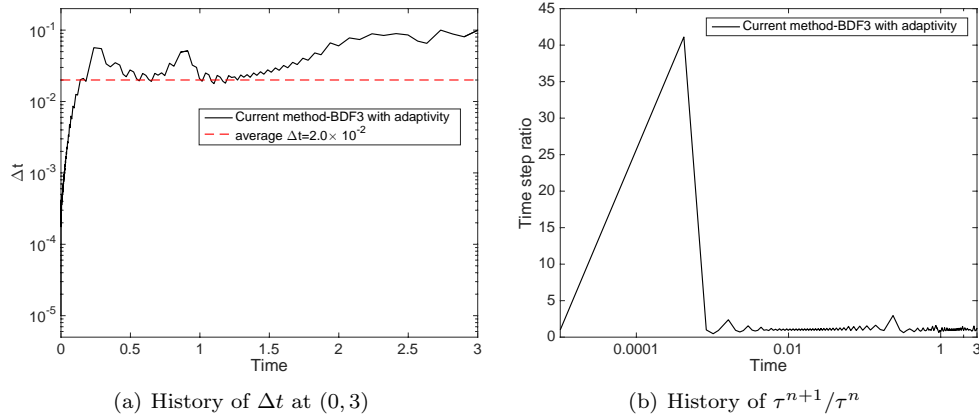 10^-1
10^-2
10^-3
10^-4
10^-5
Δt
Current method-BDF3 with adaptivity
average Δt=2.0× 10^-2
0 0.5 1 1.5 2 2.5 3
Time
(a) History of Δt at (0, 3)
45
40
35
30
25
20
15
10
5
0
Time step ratio
Current method-BDF3 with adaptivity
0.0001 0.01 1 3
Time
(b) History of τ^{n+1}/τ^n